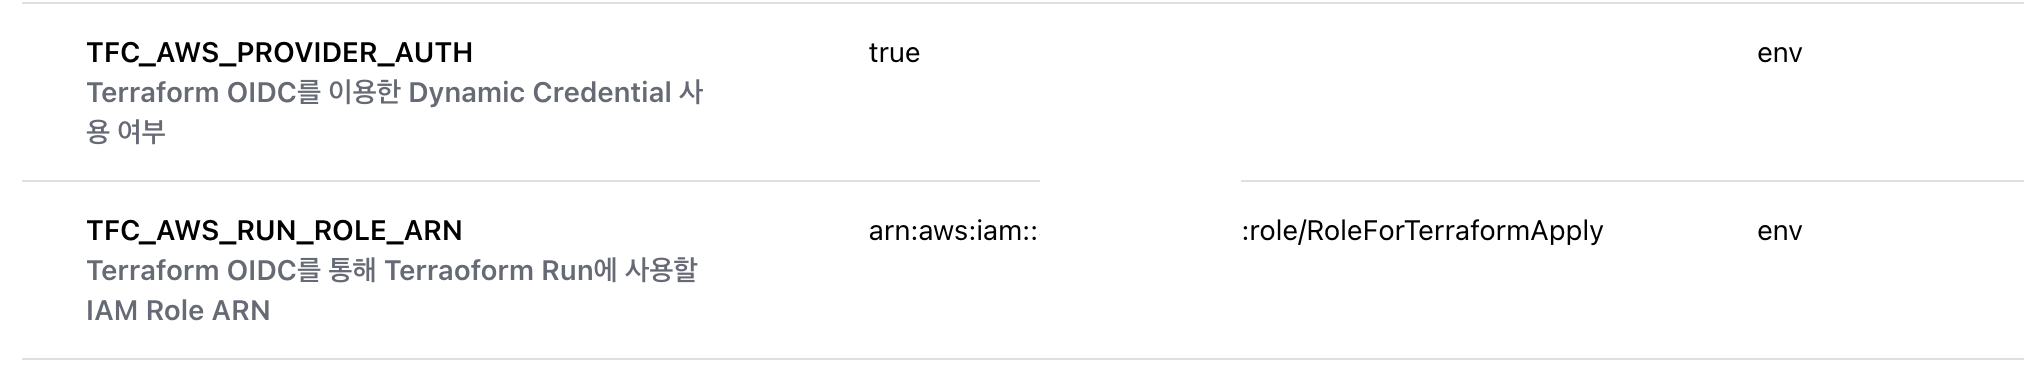 TFC_AWS_PROVIDER_AUTH true env
Terraform OIDC를 이용한 Dynamic Credential 사
용 여부
TFC_AWS_RUN_ROLE_ARN arn:aws:iam:: :role/RoleForTerraformApply env
Terraform OIDC를 통해 Terraoform Run에 사용할
IAM Role ARN